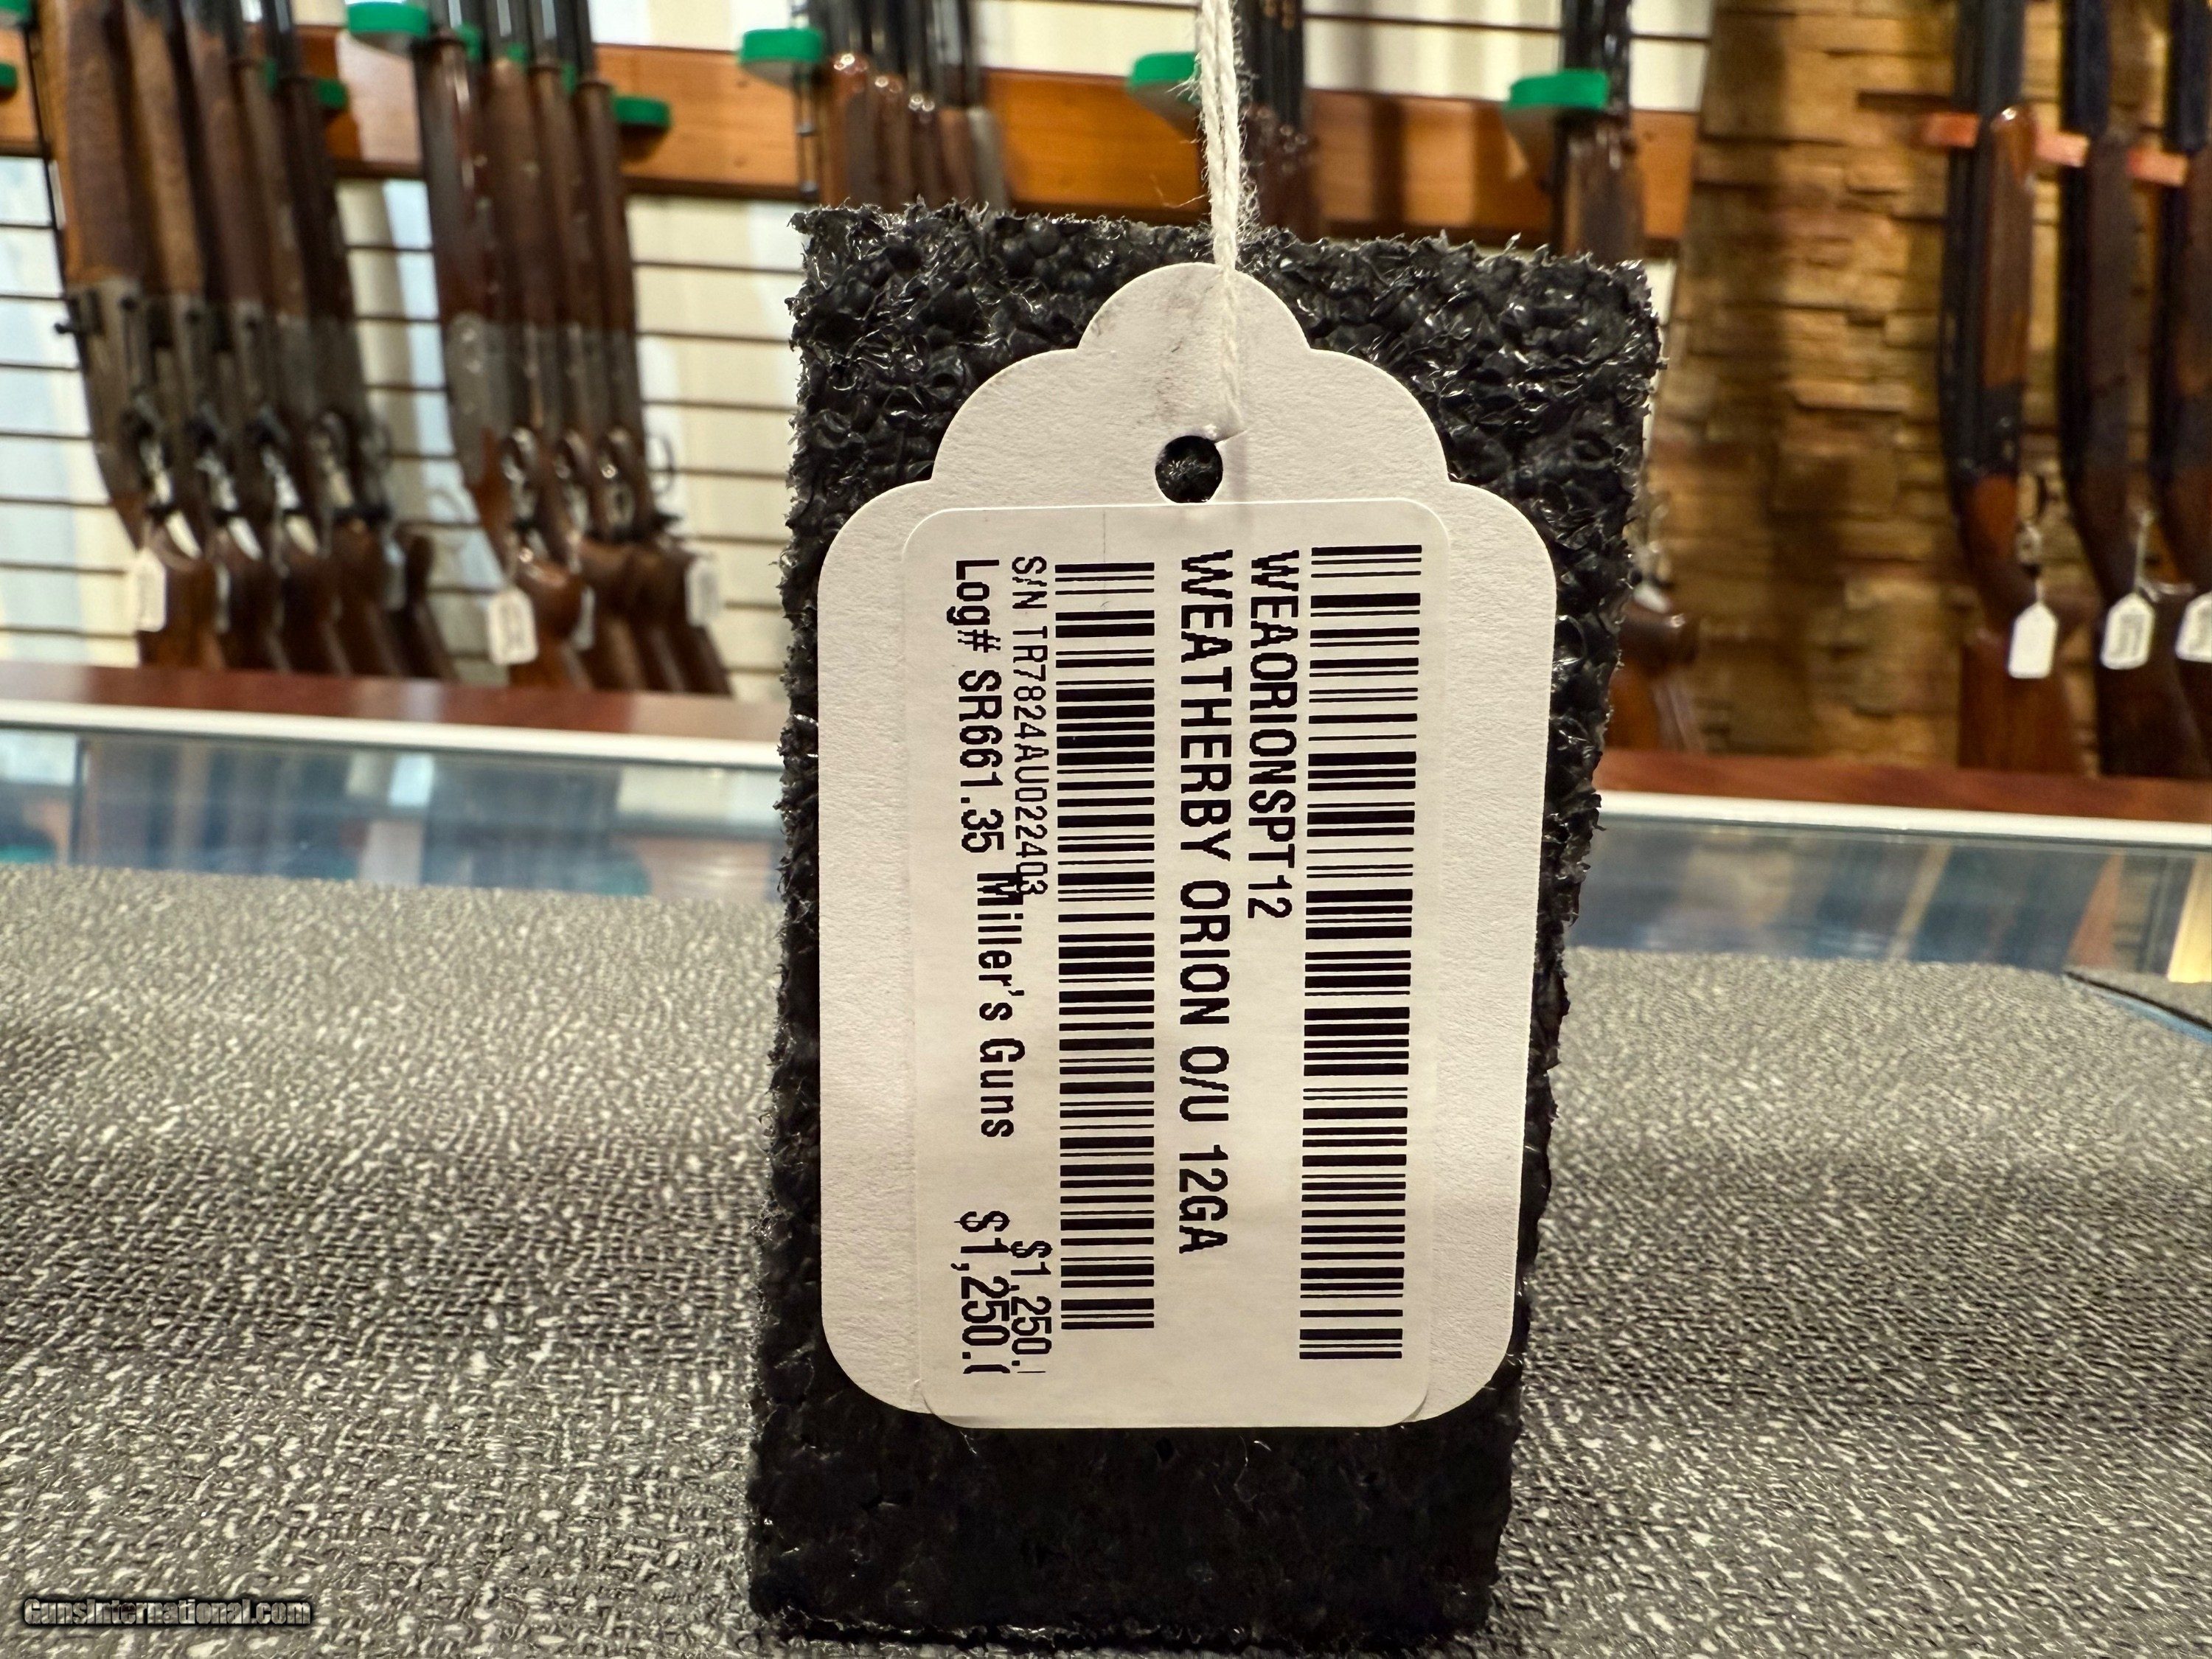 WEAORIONSPT12
WEATHERBY ORION O/U 12GA
S/N TR7824AU022403 $1,250.
Log# SR661.35 Miller's Guns $1,250.(
GunsInternational.com